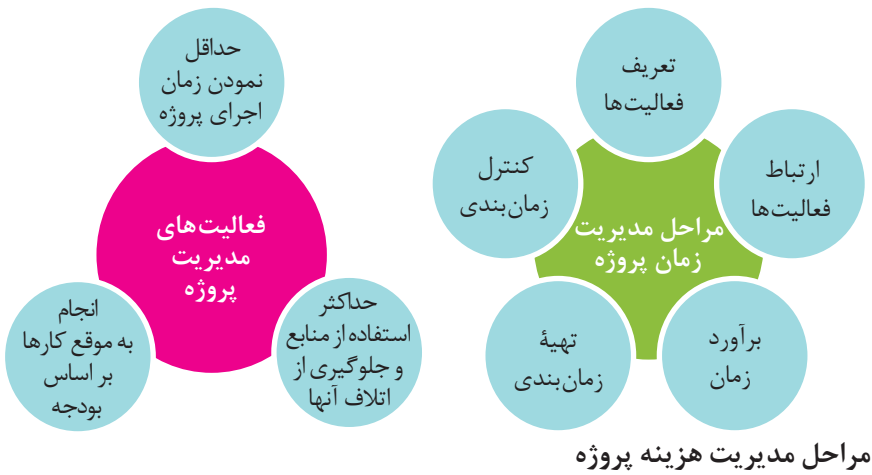 تعریف
فعالیت‌ها
ارتباط
فعالیت‌ها
برآورد
زمان
تهیهٔ
زمان‌بندی
کنترل
زمان‌بندی
مراحل مدیریت
زمان پروژه
حداقل
نمودن زمان
اجرای پروژه
حداکثر
استفاده از منابع
و جلوگیری از
اتلاف آنها
انجام
به موقع کارها
بر اساس
بودجه
فعالیت‌های
مدیریت
پروژه
مراحل مدیریت هزینه پروژه